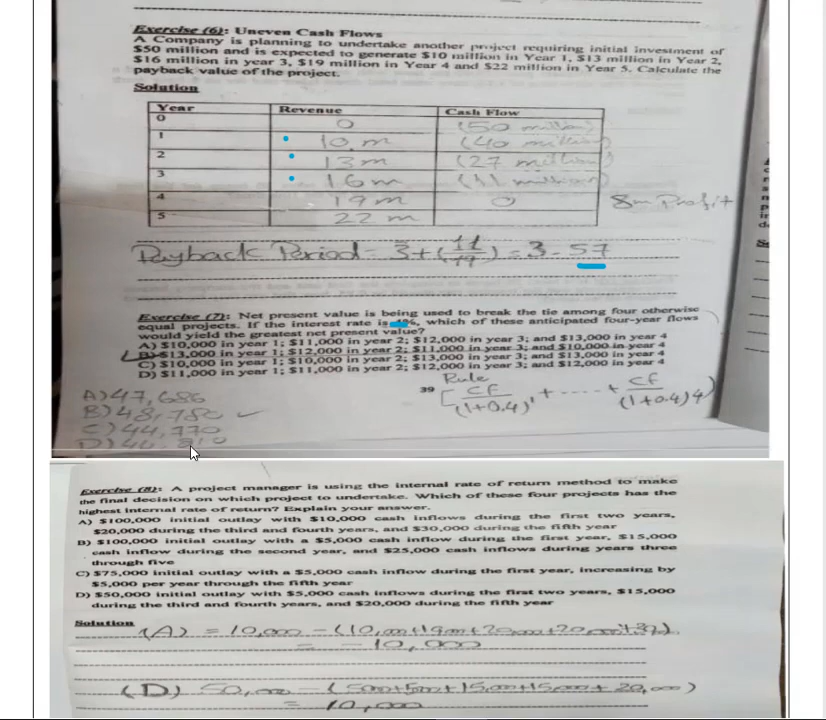 Exercise (6): Uneven Cash Flows
A Company is planning to undertake another project requiring initial investment of
$50 million and is expected to generate $10 million in Year 1, $13 million in Year 2,
$16 million in year 3, $19 million in Year 4 and $22 million in Year 5. Calculate the
payback value of the project.
Solution
Year Revenue Cash Flow
0 0 (50 million)
1 10 m (40 million)
2 13 m (27 million)
3 16 m (11 million)
4 19 m 0 8m Profit
5 22 m
Payback Period = 3+(11/19) = 3.57
Exercise (7): Net present value is being used to break the tie among four otherwise
equal projects. If the interest rate is %, which of these anticipated four-year flows
would yield the greatest net present value?
A) $10,000 in year 1; $11,000 in year 2; $12,000 in year 3; and $13,000 in year 4
B) $13,000 in year 1; $12,000 in year 2; $11,000 in year 3; and $10,000 in year 4
C) $10,000 in year 1; $10,000 in year 2; $13,000 in year 3; and $13,000 in year 4
D) $11,000 in year 1; $11,000 in year 2; $12,000 in year 3; and $12,000 in year 4
Rule
39 [CF/(1+0.4)1 + ..... + CF/(1+0.4)4]
A) 47,686
B) 48,780 ✓
C) 44,770
Exercise (8): A project manager is using the internal rate of return method to make
the final decision on which project to undertake. Which of these four projects has the
highest internal rate of return? Explain your answer.
A) $100,000 initial outlay with $10,000 cash inflows during the first two years,
$20,000 during the third and fourth years, and $30,000 during the fifth year
B) $100,000 initial outlay with a $5,000 cash inflow during the first year, $15,000
cash inflow during the second year, and $25,000 cash inflows during years three
through five
C) $75,000 initial outlay with a $5,000 cash inflow during the first year, increasing by
$5,000 per year through the fifth year
D) $50,000 initial outlay with $5,000 cash inflows during the first two years, $15,000
during the third and fourth years, and $20,000 during the fifth year
Solution
(A) = 10,000 - (10,000+
= - 10,000
(D) 50,000 - (5000+5000+15,000+15,000+ 20,000)
= 10,000